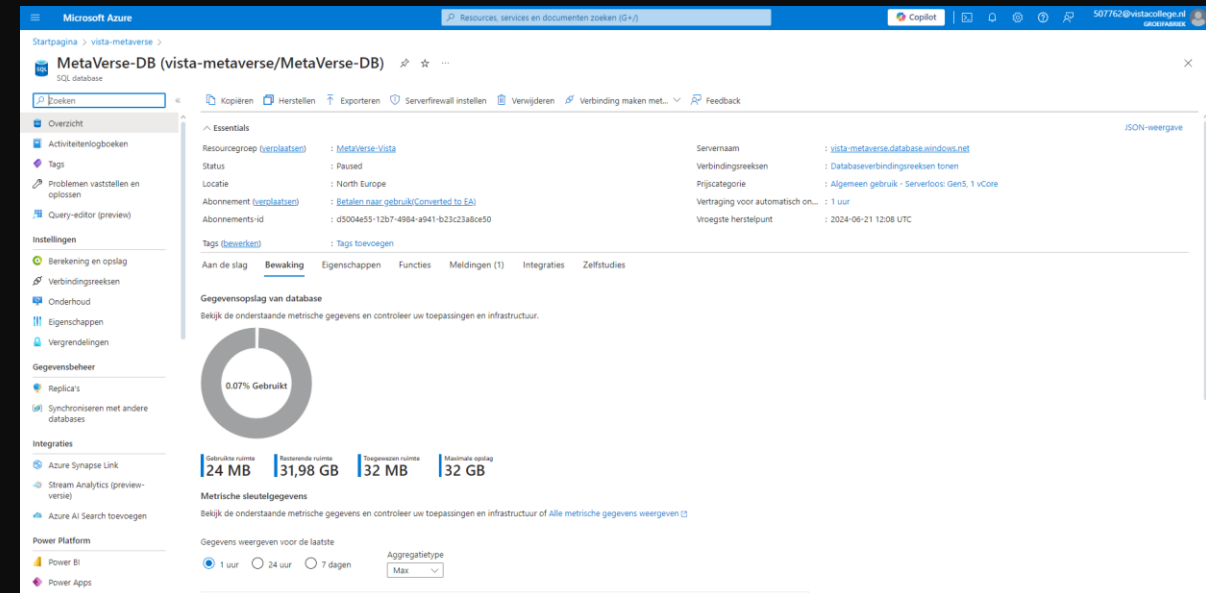 Microsoft Azure
Resources, services en documenten zoeken (G+/)
Copilot
507762@vistacollege.nl
GROEIFABRIEK
Startpagina > vista-metaverse >
MetaVerse-DB (vista-metaverse/MetaVerse-DB)
SQL
SQL database
Zoeken
Overzicht
Activiteitenlogboeken
Tags
Problemen vaststellen en
oplossen
Query-editor (preview)
Instellingen
Berekening en opslag
Verbindingsreeksen
Onderhoud
Eigenschappen
Vergrendelingen
Gegevensbeheer
Replica's
Synchroniseren met andere
databases
Integraties
Azure Synapse Link
Stream Analytics (preview-
versie)
Azure AI Search toevoegen
Power Platform
Power BI
Power Apps
Kopiëren Herstellen Exporteren Serverfirewall instellen Verwijderen Verbinding maken met... Feedback
Essentials
JSON-weergave
Resourcegroep (verplaatsen) : MetaVerse-Vista
Status : Paused
Locatie : North Europe
Abonnement (verplaatsen) : Betalen naar gebruik(Converted to EA)
Abonnements-id : d5004e55-12b7-4984-a941-b23c23a8ce50
Servernaam : vista-metaverse.database.windows.net
Verbindingsreeksen : Databaseverbindingsreeksen tonen
Prijscategorie : Algemeen gebruik - Serverloos: Gen5, 1 vCore
Vertraging voor automatisch on... : 1 uur
Vroegste herstelpunt : 2024-06-21 12:08 UTC
Tags (bewerken) : Tags toevoegen
Aan de slag Bewaking Eigenschappen Functies Meldingen (1) Integraties Zelfstudies
Gegevensopslag van database
Bekijk de onderstaande metrische gegevens en controleer uw toepassingen en infrastructuur.
0.07% Gebruikt
Gebruikte ruimte
24 MB
Resterende ruimte
31,98 GB
Toegewezen ruimte
32 MB
Maximale opslag
32 GB
Metrische sleutelgegevens
Bekijk de onderstaande metrische gegevens en controleer uw toepassingen en infrastructuur of Alle metrische gegevens weergeven
Gegevens weergeven voor de laatste
1 uur 24 uur 7 dagen
Aggregatietype
Max